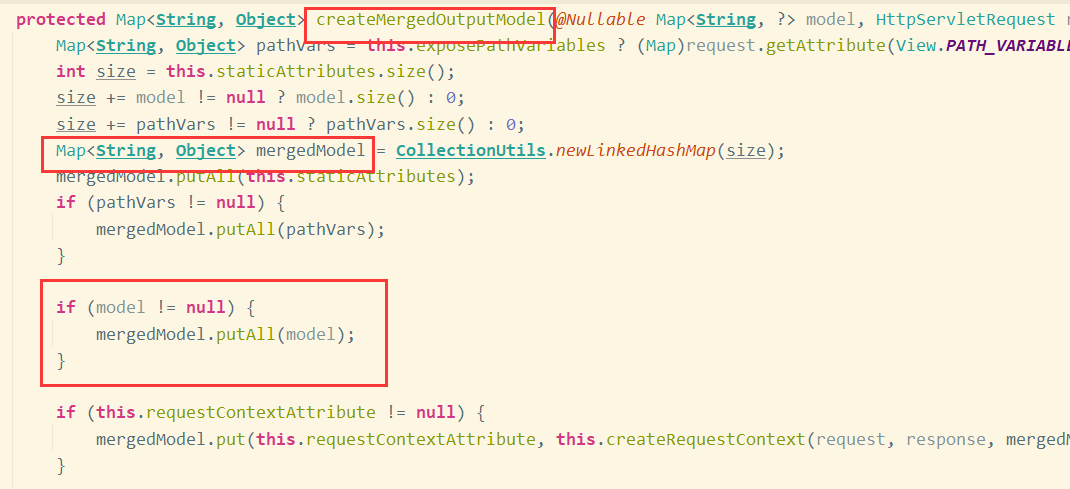 protected Map<String, Object> createMergedOutputModel(@Nullable Map<String, ?> model, HttpServletRequest
Map<String, Object> pathVars = this.exposePathVariables ? (Map)request.getAttribute(View.PATH_VARIABLE
int size = this.staticAttributes.size();
size += model != null ? model.size() : 0;
size += pathVars != null ? pathVars.size() : 0;
Map<String, Object> mergedModel = CollectionUtils.newLinkedHashMap(size);
mergedModel.putAll(this.staticAttributes);
if (pathVars != null) {
mergedModel.putAll(pathVars);
}
if (model != null) {
mergedModel.putAll(model);
}
if (this.requestContextAttribute != null) {
mergedModel.put(this.requestContextAttribute, this.createRequestContext(request, response, mergedM
}